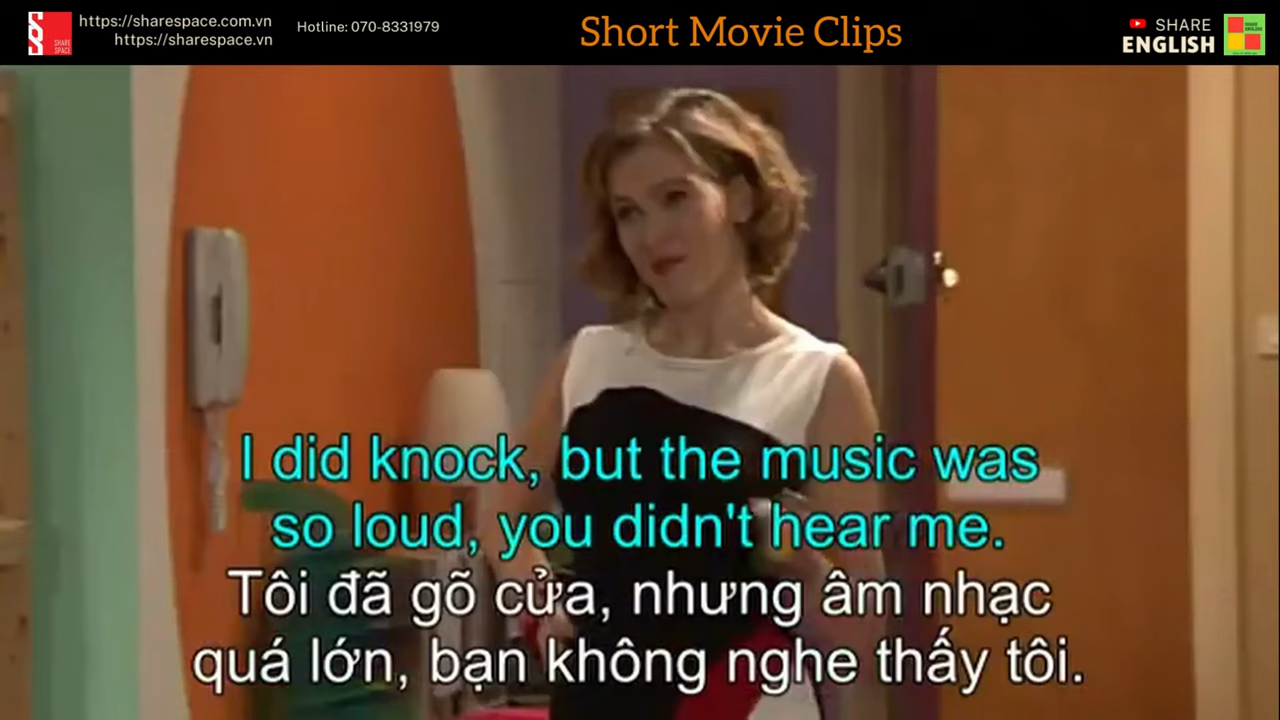 https://sharespace.com.vn
https://sharespace.vn
Hotline: 070-8331979
Short Movie Clips
SHARE
ENGLISH
SHARE
SPACE
I did knock, but the music was
so loud, you didn't hear me.
Tôi đã gõ cửa, nhưng âm nhạc
quá lớn, bạn không nghe thấy tôi.